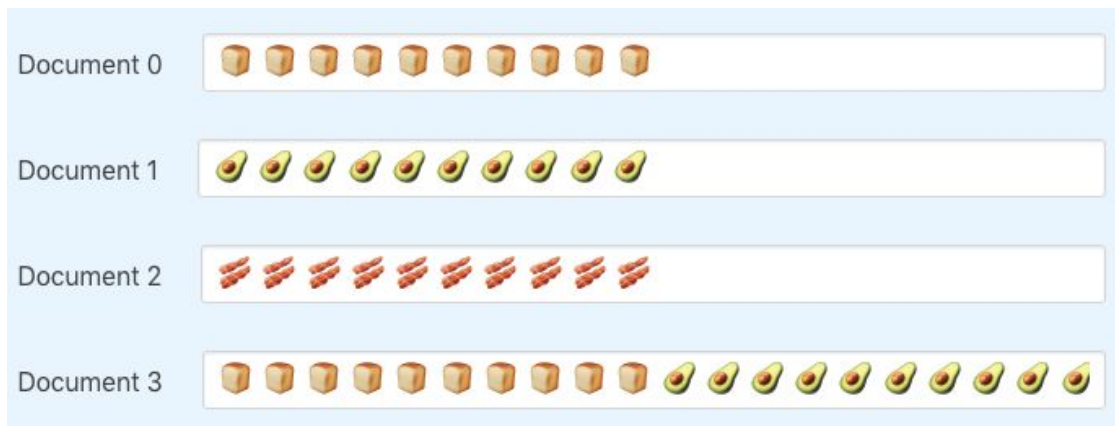 Document 0 🍞 🍞 🍞 🍞 🍞 🍞 🍞 🍞 🍞 🍞
Document 1 🥑 🥑 🥑 🥑 🥑 🥑 🥑 🥑 🥑 🥑
Document 2 🥓 🥓 🥓 🥓 🥓 🥓 🥓 🥓 🥓 🥓
Document 3 🍞 🍞 🍞 🍞 🍞 🍞 🍞 🍞 🍞 🍞 🥑 🥑 🥑 🥑 🥑 🥑 🥑 🥑 🥑 🥑